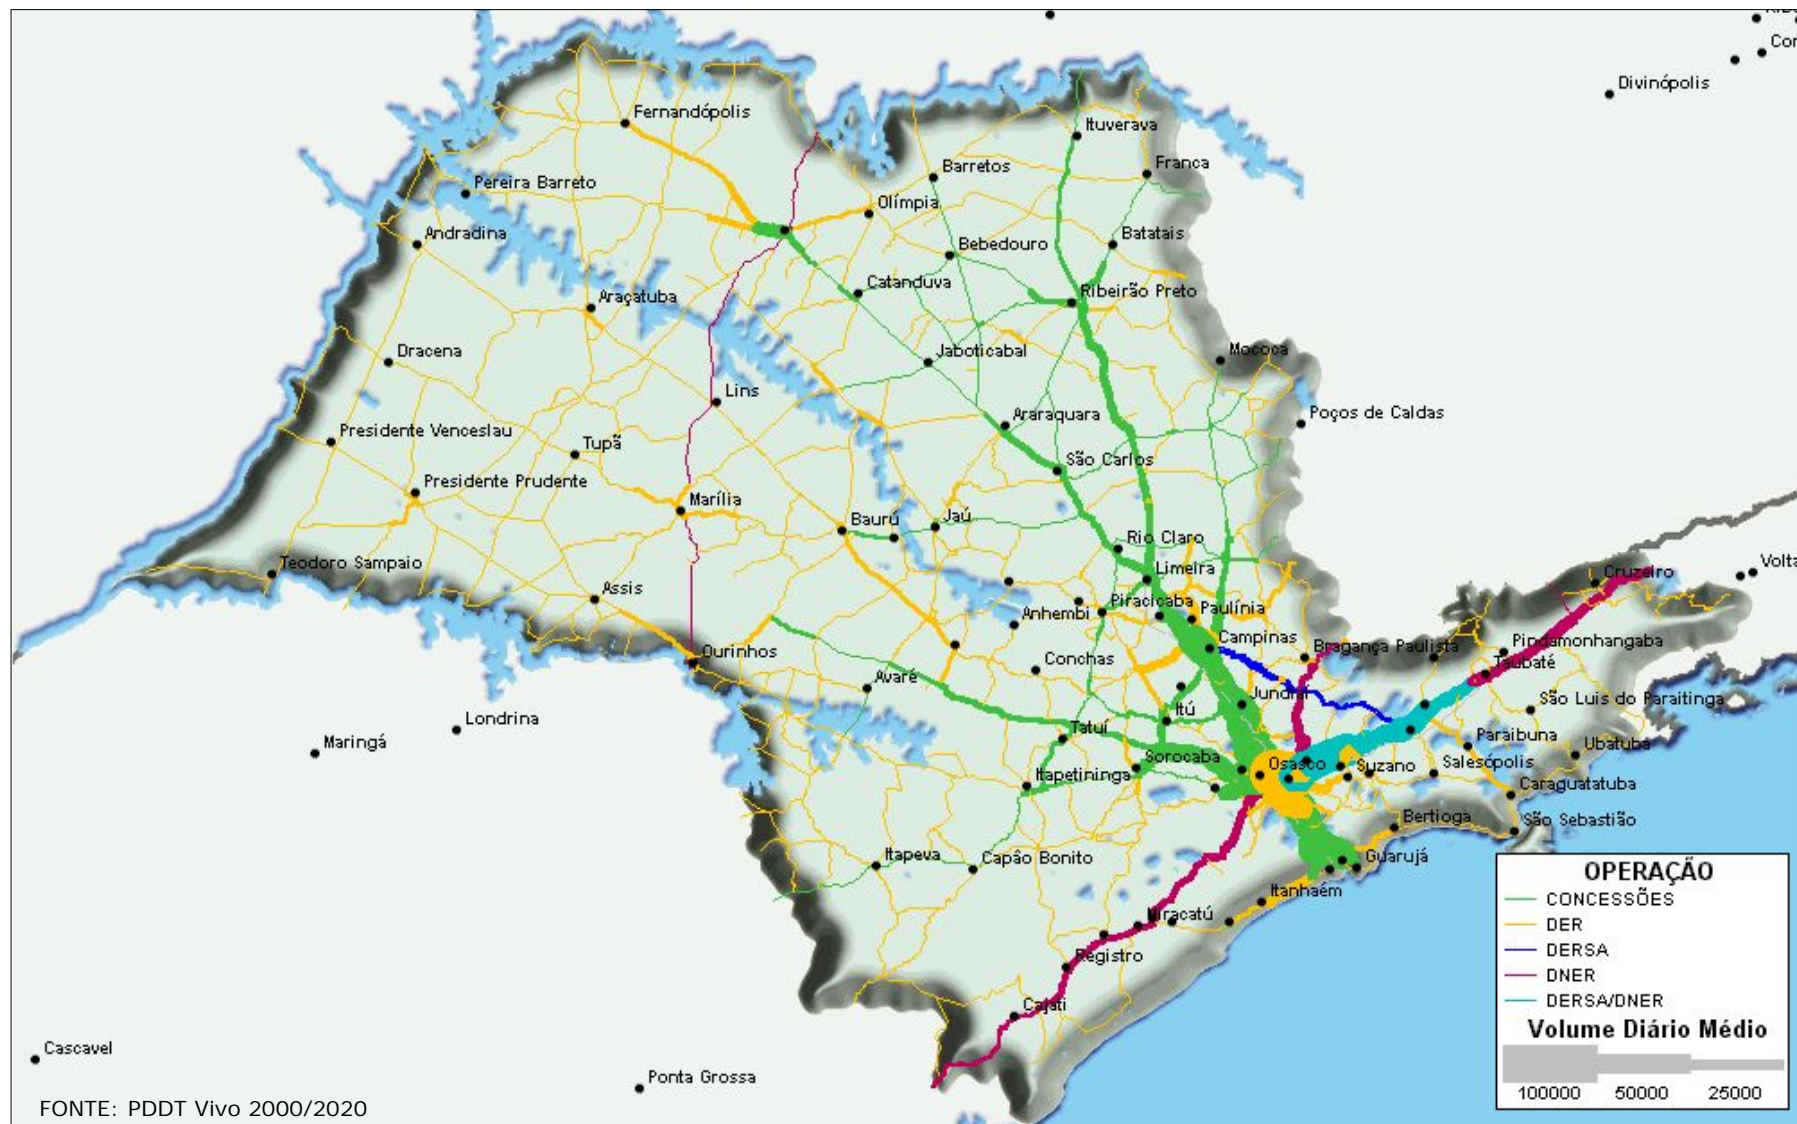 Cor
Divinópolis
Fernandópolis
Ituverava
Franca
Barretos
Pereira Barreto
Olímpia
Andradina
Bebedouro
Batatais
Catanduva
Araçatuba
Ribeirão Preto
Dracena
Jaboticabal
Mococa
Lins
Araraquara
Poços de Caldas
Presidente Venceslau
Tupã
São Carlos
Presidente Prudente
Marília
Baurú
Jaú
Rio Claro
Teodoro Sampaio
Limeira
Cruzeiro
Volta
Assis
Anhembi
Piracicaba
Paulínia
Campinas
Bragança Paulista
Pindamonhangaba
Ourinhos
Conchas
Taubaté
Avaré
Jundiaí
São Luis do Paraitinga
Londrina
Itú
Maringá
Tatuí
Paraibuna
Ubatuba
Sorocaba
Osasco
Suzano
Salesópolis
Itapetininga
Caraguatatuba
Bertioga
São Sebastião
Itapeva
Capâo Bonito
Guarujá
Itanhaém
Miracatú
Registro
Cajati
Cascavel
Ponta Grossa
OPERAÇÃO
CONCESSÕES
DER
DERSA
DNER
DERSA/DNER
Volume Diário Médio
100000 50000 25000
FONTE: PDDT Vivo 2000/2020